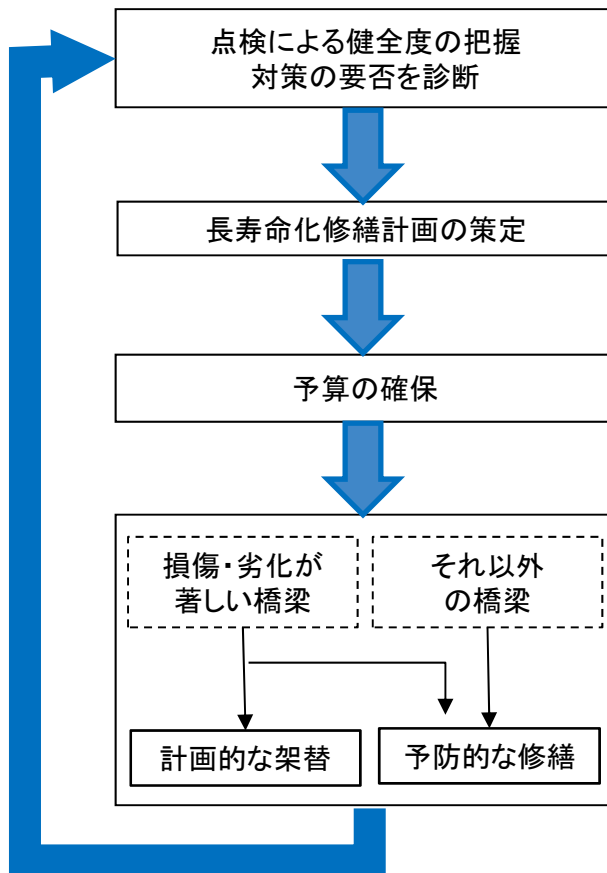 点検による健全度の把握
対策の要否を診断
長寿命化修繕計画の策定
予算の確保
損傷・劣化が
著しい橋梁
それ以外
の橋梁
計画的な架替
予防的な修繕